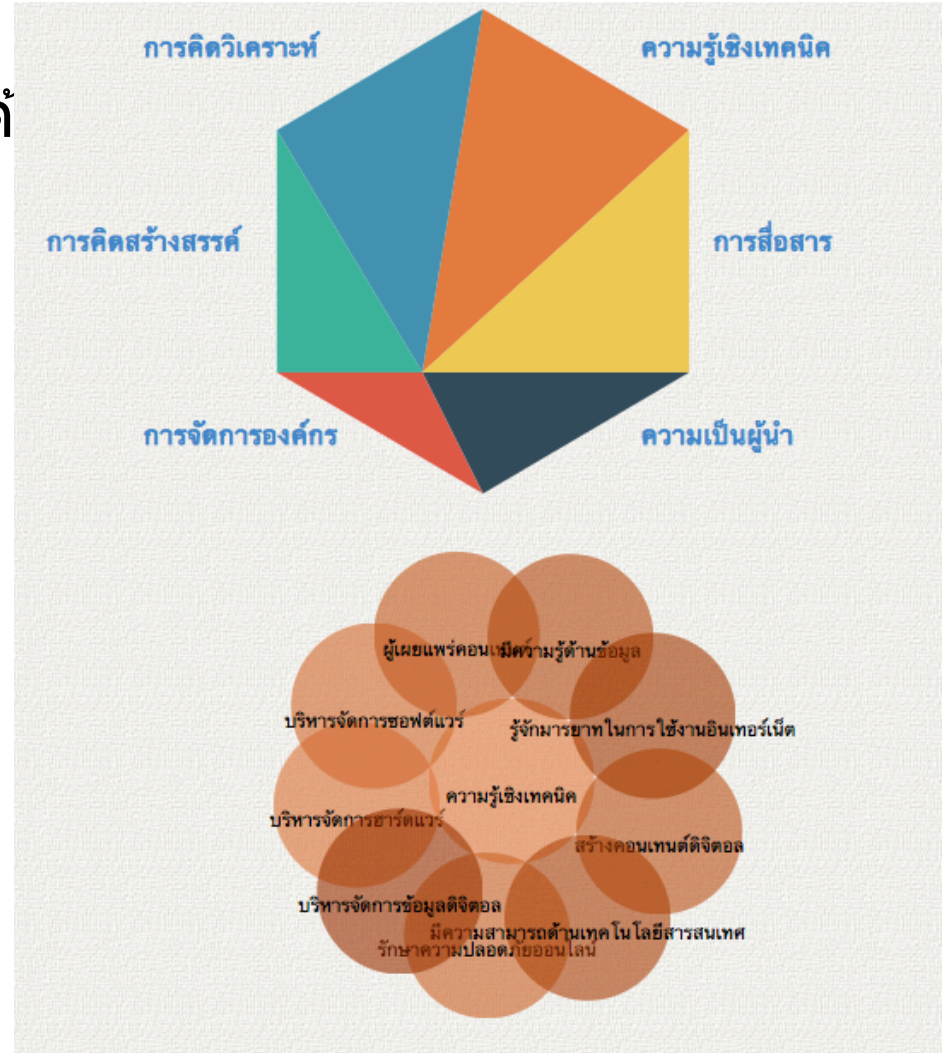 การคิดวิเคราะห์
ความรู้เชิงเทคนิค
การคิดสร้างสรรค์
การสื่อสาร
การจัดการองค์กร
ความเป็นผู้นำ
ผู้เผยแพร่คอน
มีความรู้ด้านข้อมูล
บริหารจัดการซอฟต์แวร์
รู้จักมารยาทในการใช้งานอินเทอร์เน็ต
ความรู้เชิงเทคนิค
บริหารจัดการฮาร์ดแวร์
สร้างคอนเทนต์ดิจิตอล
บริหารจัดการข้อมูลดิจิตอล
มีความสามารถด้านเทคโนโลยีสารสนเทศ
รักษาความปลอดภัยออนไลน์